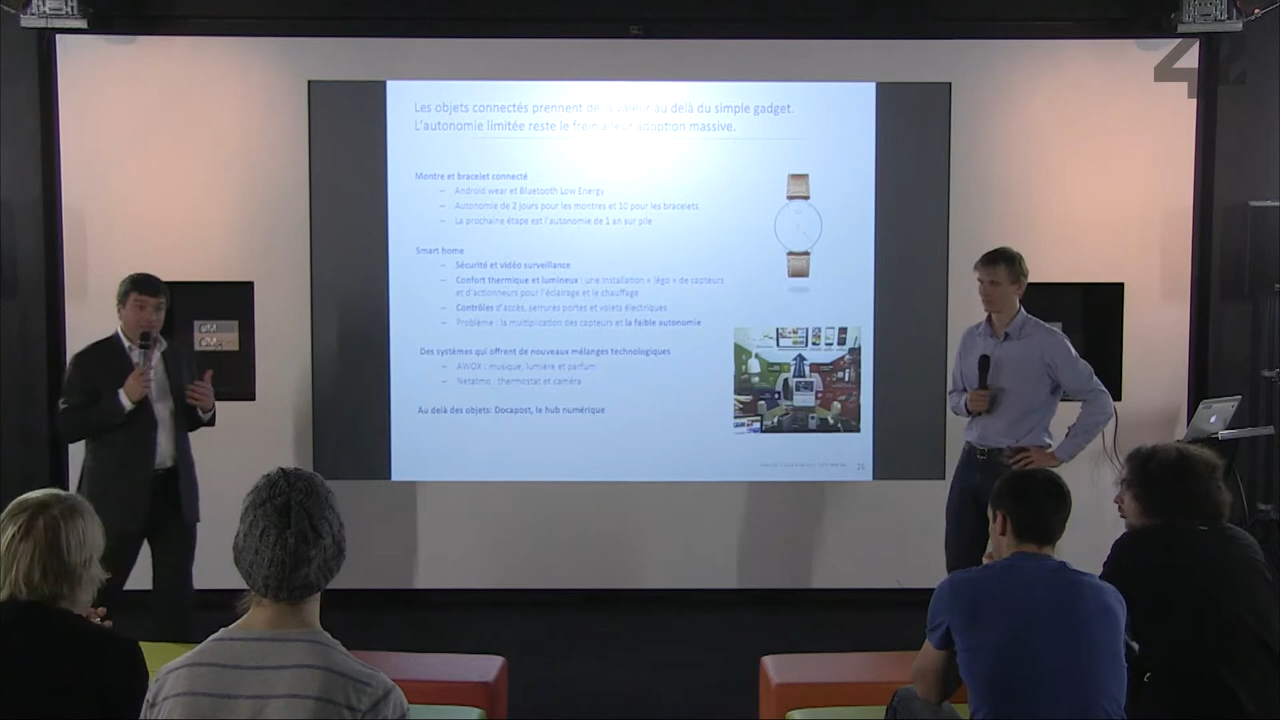 42
Les objets connectés prennent de la valeur au delà du simple gadget.
L'autonomie limitée reste le frein à leur adoption massive.
Montre et bracelet connecté
– Android wear et Bluetooth Low Energy
– Autonomie de 2 jours pour les montres et 10 pour les bracelets
– La prochaine étape est l'autonomie de 1 an sur pile
Smart home
– Sécurité et vidéo surveillance
– Confort thermique et lumineux : une installation « légo » de capteurs
et d'actionneurs pour l'éclairage et le chauffage
– Contrôles d'accès, serrures portes et volets électriques
– Problème : la multiplication des capteurs et la faible autonomie
Des systèmes qui offrent de nouveaux mélanges technologiques
– AWOX : musique, lumière et parfum
– Netatmo : thermostat et caméra
Au delà des objets: Docapost, le hub numérique